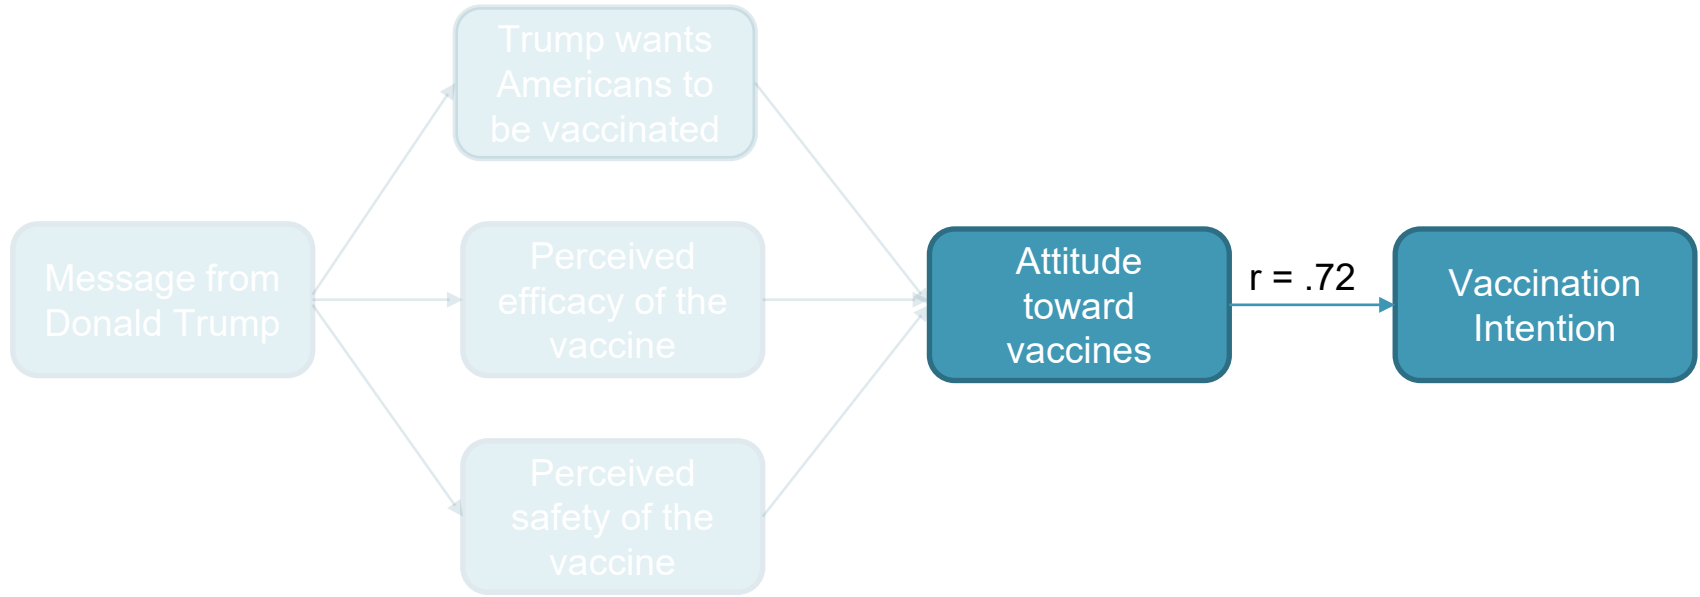 Trump wants
Americans to
be vaccinated
Message from
Donald Trump
Perceived
efficacy of the
vaccine
Perceived
safety of the
vaccine
Attitude
toward
vaccines
r = .72
Vaccination
Intention